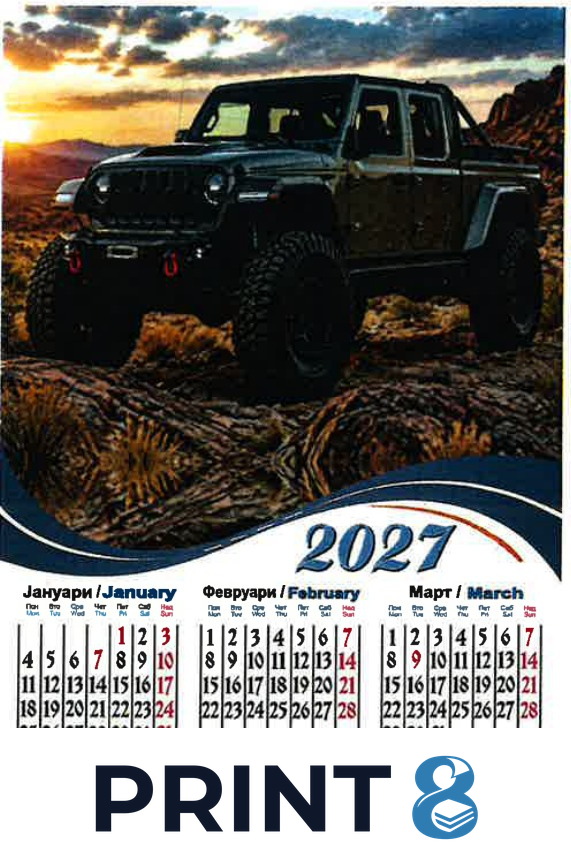 2027
Јануари / January
Пон Вто Сре Чет Пет Саб Нед
Mon Tue Wed Thu Fri Sat Sun
1 2 3
4 5 6 7 8 9 10
11 12 13 14 15 16 17
18 19 20 21 22 23 24
Февруари / February
Пон Вто Сре Чет Пет Саб Нед
Mon Tue Wed Thu Fri Sat Sun
1 2 3 4 5 6 7
8 9 10 11 12 13 14
15 16 17 18 19 20 21
22 23 24 25 26 27 28
Март / March
Пон Вто Сре Чет Пет Саб Нед
Mon Tue Wed Thu Fri Sat Sun
1 2 3 4 5 6 7
8 9 10 11 12 13 14
15 16 17 18 19 20 21
22 23 24 25 26 27 28
PRINT 8